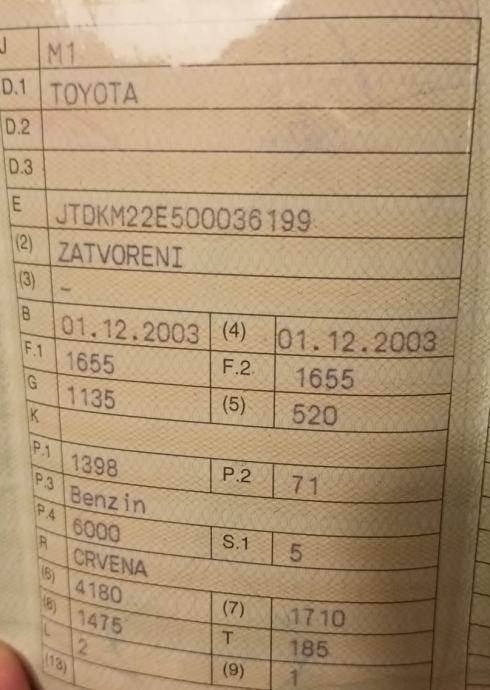 J M1
D.1 TOYOTA
D.2
D.3
E JTDKM22E500036199
(2) ZATVORENI
(3) –
B 01.12.2003 (4) 01.12.2003
F.1 1655 F.2 1655
G 1135 (5) 520
K
P.1 1398 P.2 71
P.3 Benzin
P.4 6000 S.1 5
R CRVENA
(6) 4180 (7) 1710
(8) 1475 T 185
L 2 (9) 1
(13)